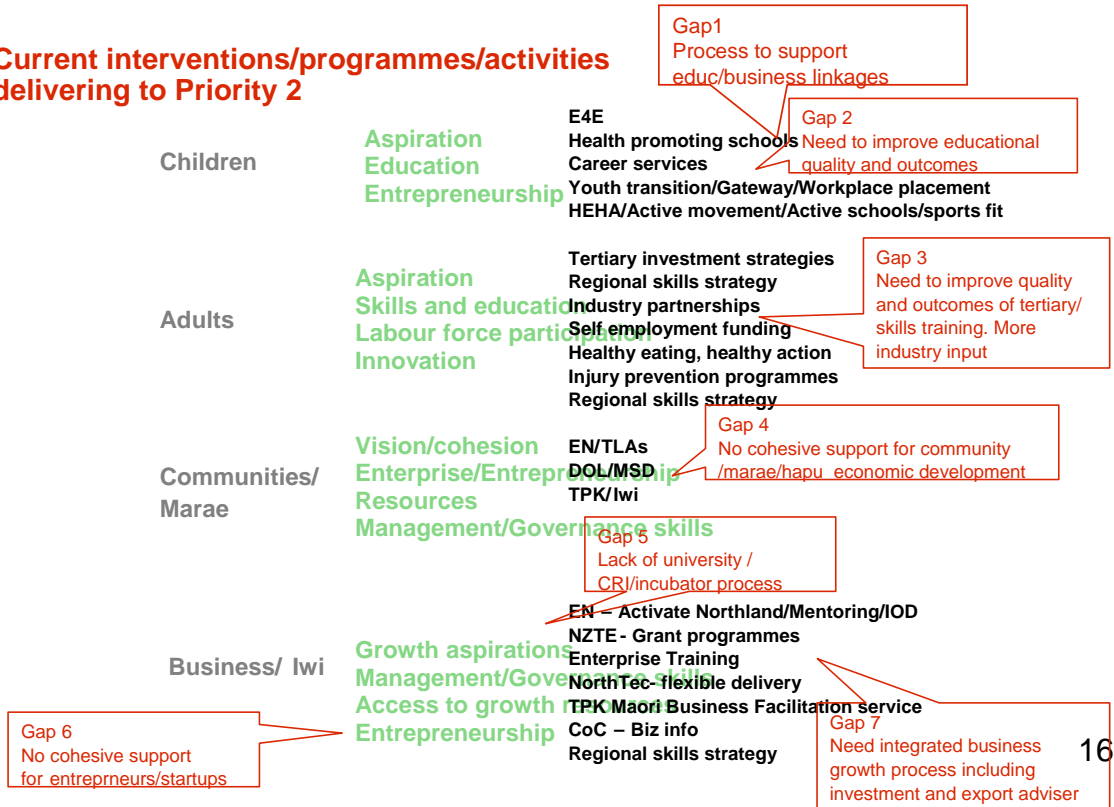 Current interventions/programmes/activities
delivering to Priority 2
Gap1
Process to support
educ/business linkages
Gap 2
Need to improve educational
quality and outcomes
Children
Aspiration
Education
Entrepreneurship
E4E
Health promoting schools
Career services
Youth transition/Gateway/Workplace placement
HEHA/Active movement/Active schools/sports fit
Adults
Aspiration
Skills and education
Labour force participation
Innovation
Tertiary investment strategies
Regional skills strategy
Industry partnerships
Self employment funding
Healthy eating, healthy action
Injury prevention programmes
Regional skills strategy
Gap 3
Need to improve quality
and outcomes of tertiary/
skills training. More
industry input
Communities/
Marae
Vision/cohesion
Enterprise/Entrepreneurship
Resources
Management/Governance skills
EN/TLAs
DOL/MSD
TPK/Iwi
Gap 4
No cohesive support for community
/marae/hapu economic development
Gap 5
Lack of university /
CRI/incubator process
Business/ Iwi
Growth aspirations
Management/Governance skills
Access to growth resources
Entrepreneurship
EN – Activate Northland/Mentoring/IOD
NZTE - Grant programmes
Enterprise Training
NorthTec- flexible delivery
TPK Maori Business Facilitation service
CoC – Biz info
Regional skills strategy
Gap 6
No cohesive support
for entreprneurs/startups
Gap 7
Need integrated business
growth process including
investment and export adviser
16